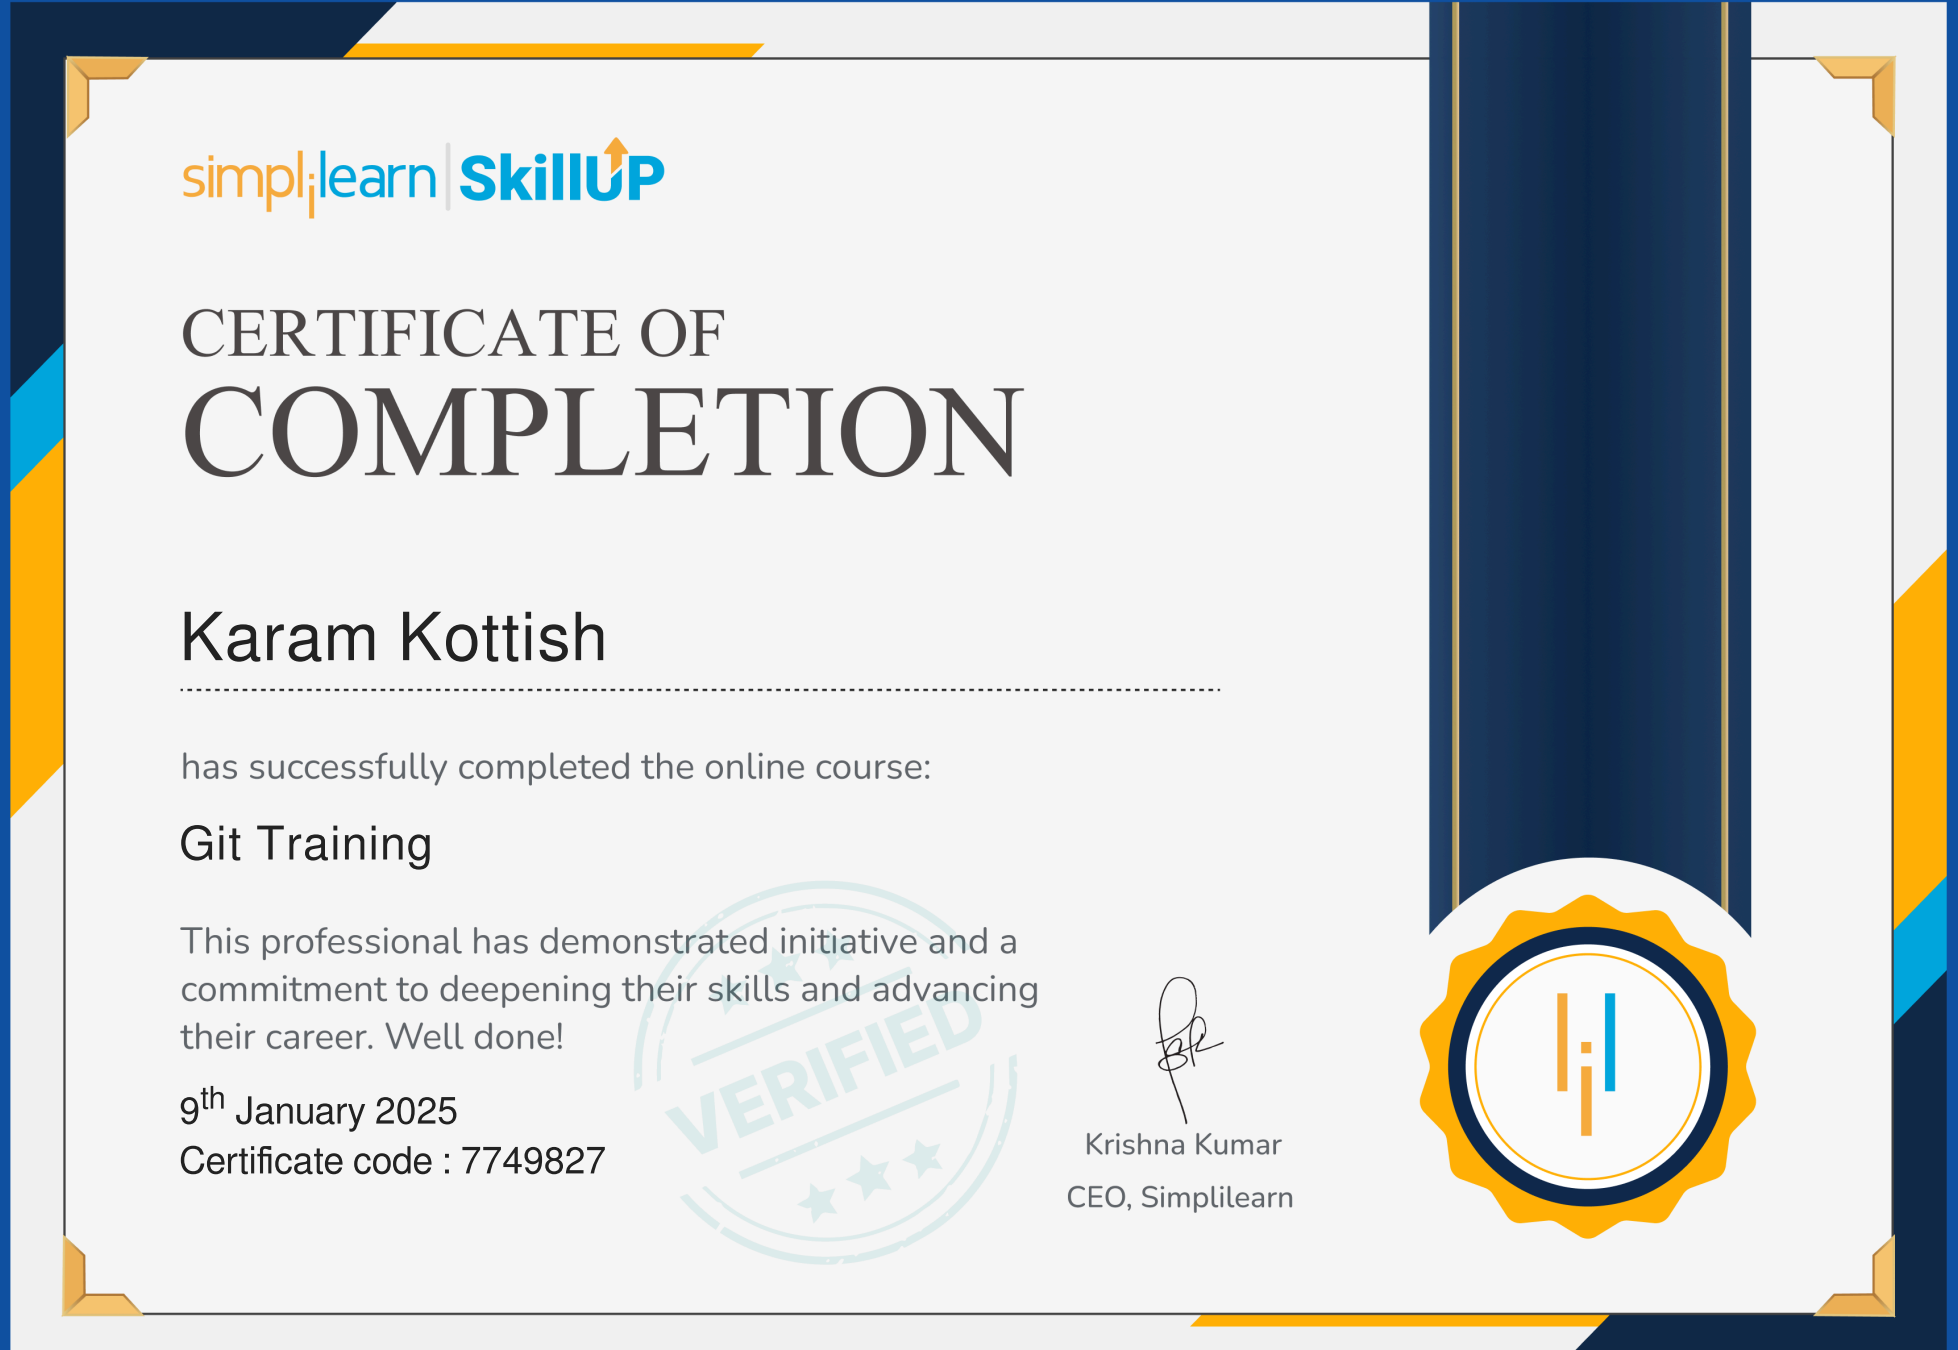 simplilearn | SkillUP
CERTIFICATE OF
COMPLETION
Karam Kottish
has successfully completed the online course:
Git Training
This professional has demonstrated initiative and a
commitment to deepening their skills and advancing
their career. Well done!
9th January 2025
Certificate code : 7749827
VERIFIED
Krishna Kumar
CEO, Simplilearn